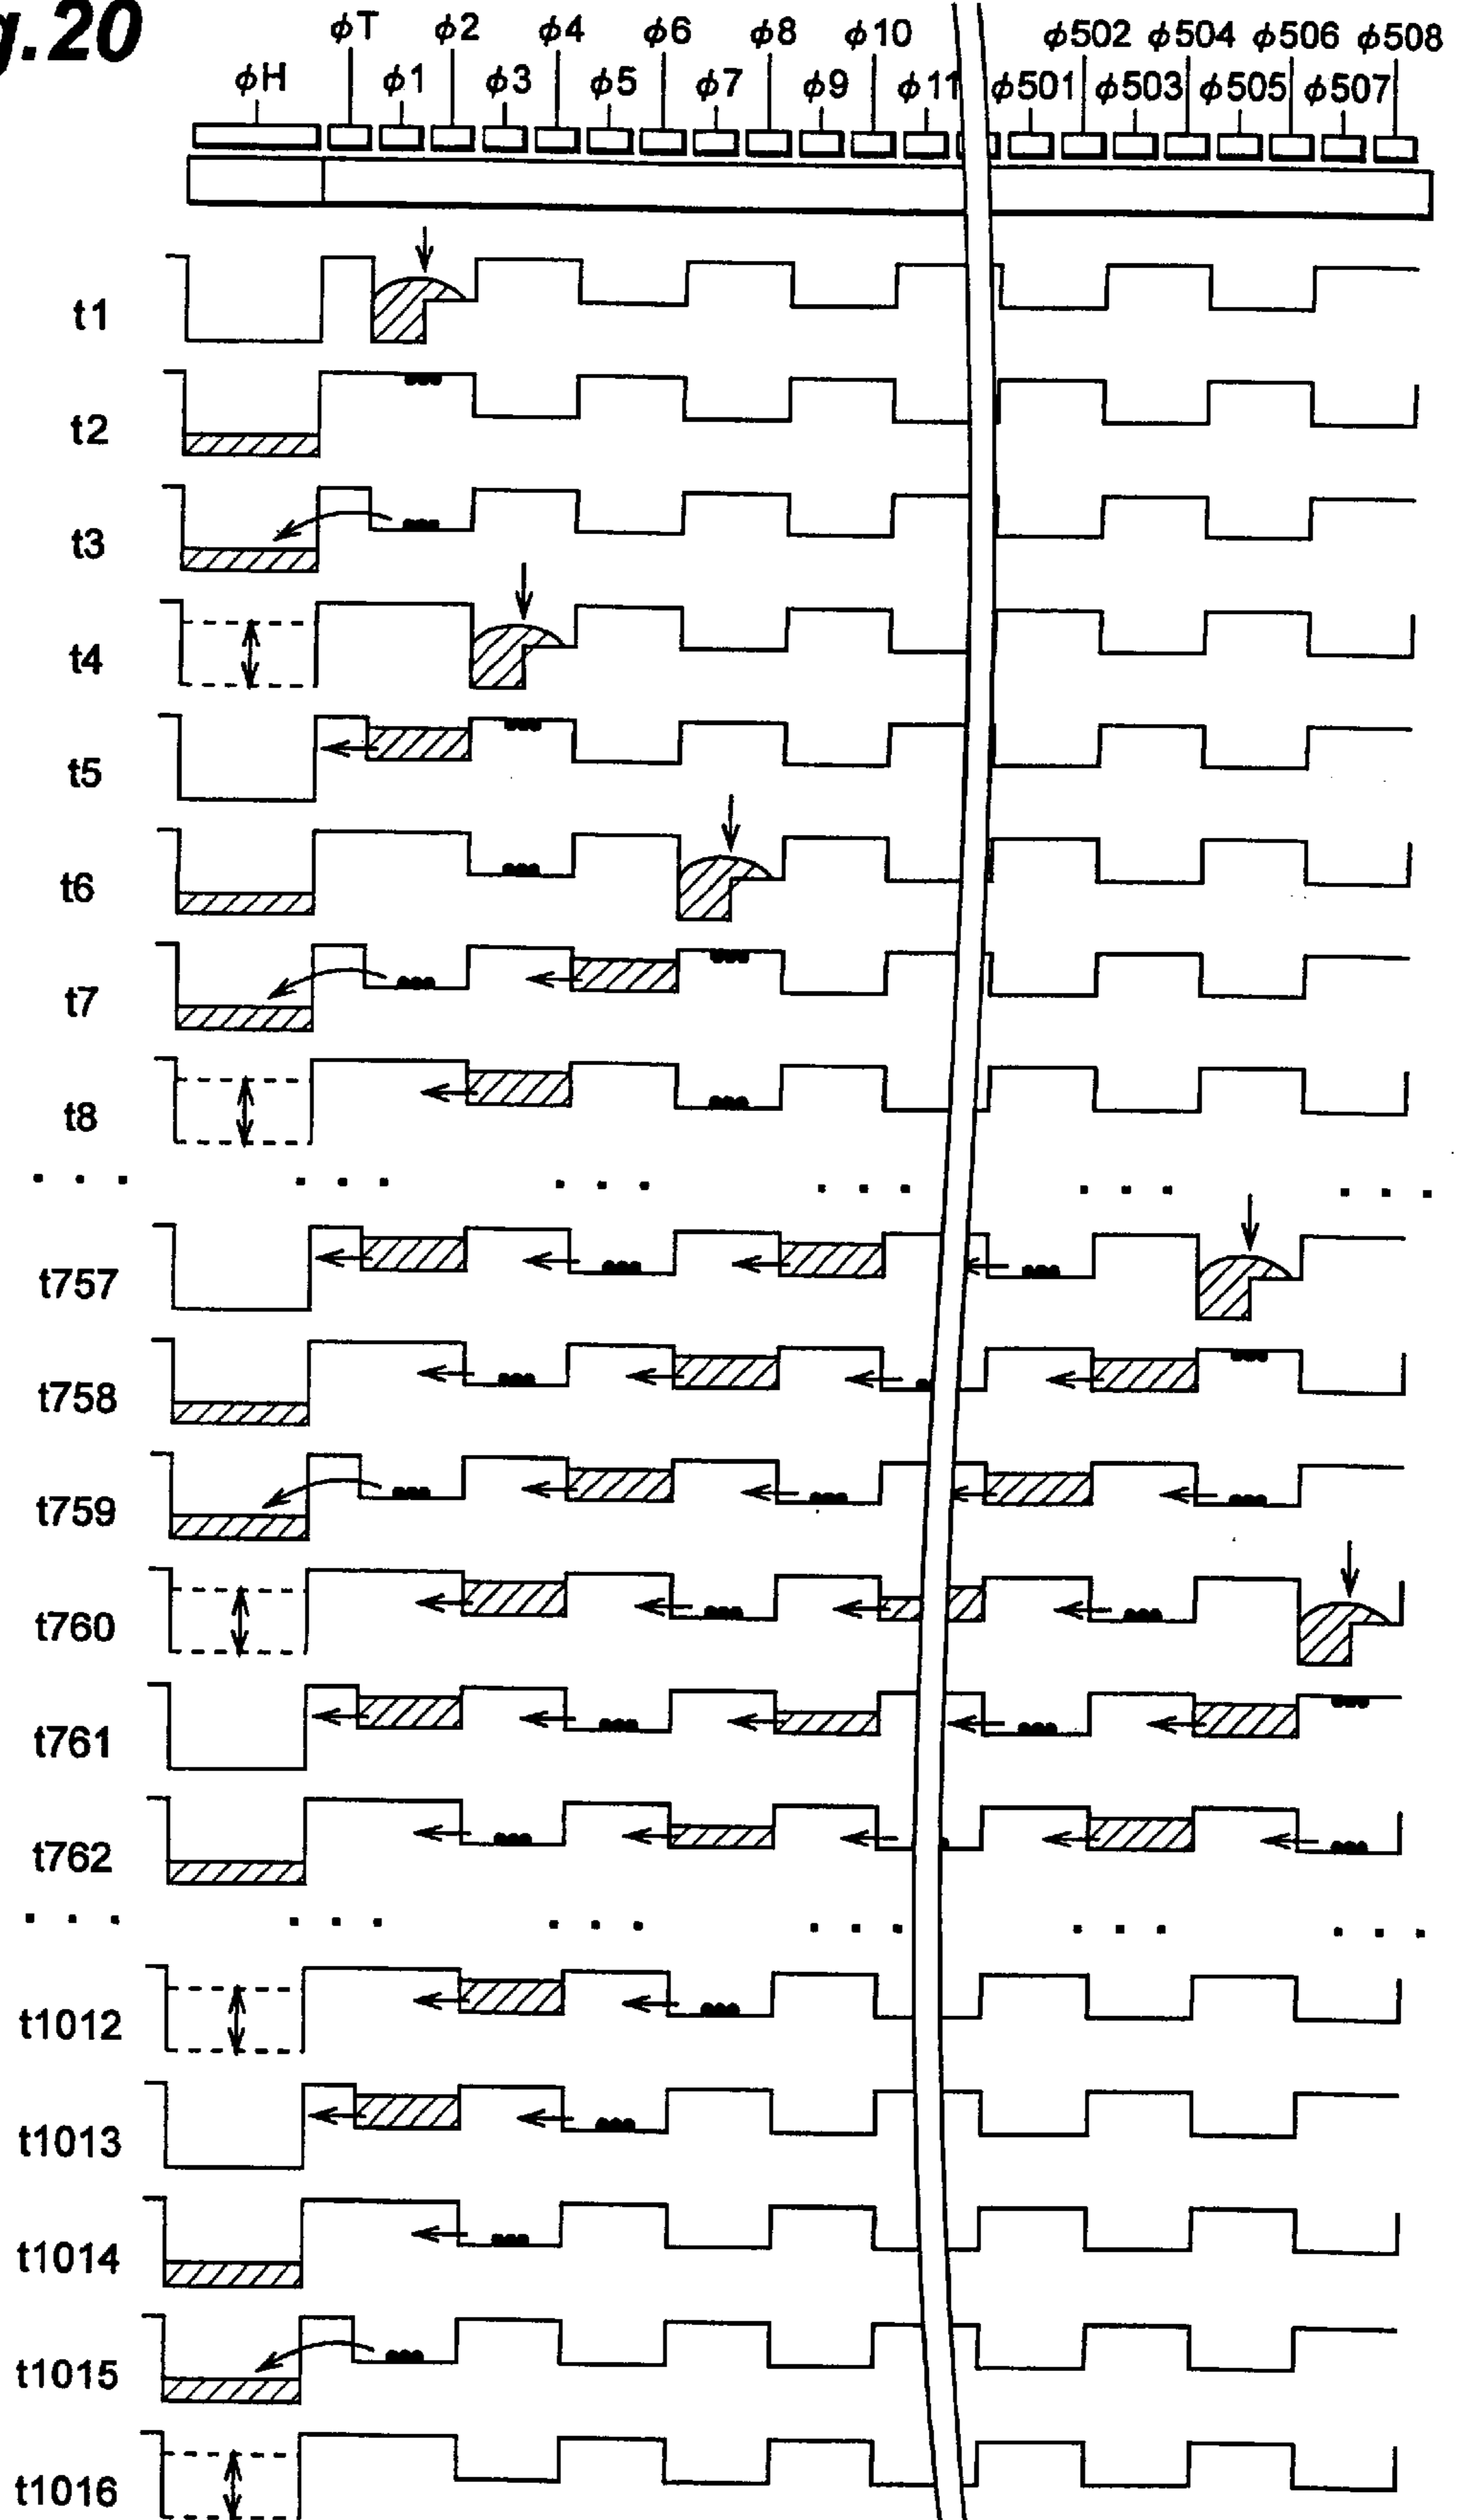 g.20
φT φ2 φ4 φ6 φ8 φ10 φ502 φ504 φ506 φ508
φH φ1 φ3 φ5 φ7 φ9 φ11 φ501 φ503 φ505 φ507
t1
t2
t3
t4
t5
t6
t7
t8
. . . . . . . . . . . . . . . . . .
t757
t758
t759
t760
t761
t762
. . . . . . . . . . . . . . . . . .
t1012
t1013
t1014
t1015
t1016